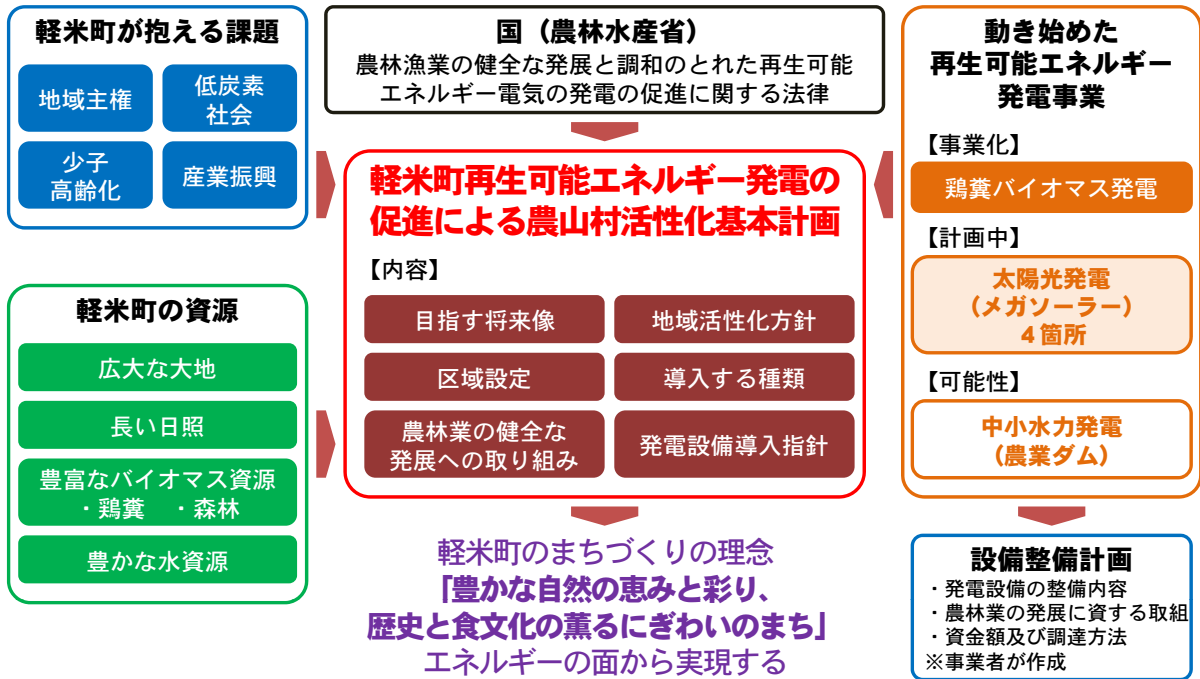 軽米町が抱える課題
地域主権
低炭素
社会
少子
高齢化
産業振興
軽米町の資源
広大な大地
長い日照
豊富なバイオマス資源
・鶏糞　・森林
豊かな水資源
国（農林水産省）
農林漁業の健全な発展と調和のとれた再生可能
エネルギー電気の発電の促進に関する法律
軽米町再生可能エネルギー発電の
促進による農山村活性化基本計画
【内容】
目指す将来像
地域活性化方針
区域設定
導入する種類
農林業の健全な
発展への取り組み
発電設備導入指針
軽米町のまちづくりの理念
「豊かな自然の恵みと彩り、
歴史と食文化の薫るにぎわいのまち」
エネルギーの面から実現する
動き始めた
再生可能エネルギー
発電事業
【事業化】
鶏糞バイオマス発電
【計画中】
太陽光発電
（メガソーラー）
４箇所
【可能性】
中小水力発電
（農業ダム）
設備整備計画
・発電設備の整備内容
・農林業の発展に資する取組
・資金額及び調達方法
※事業者が作成